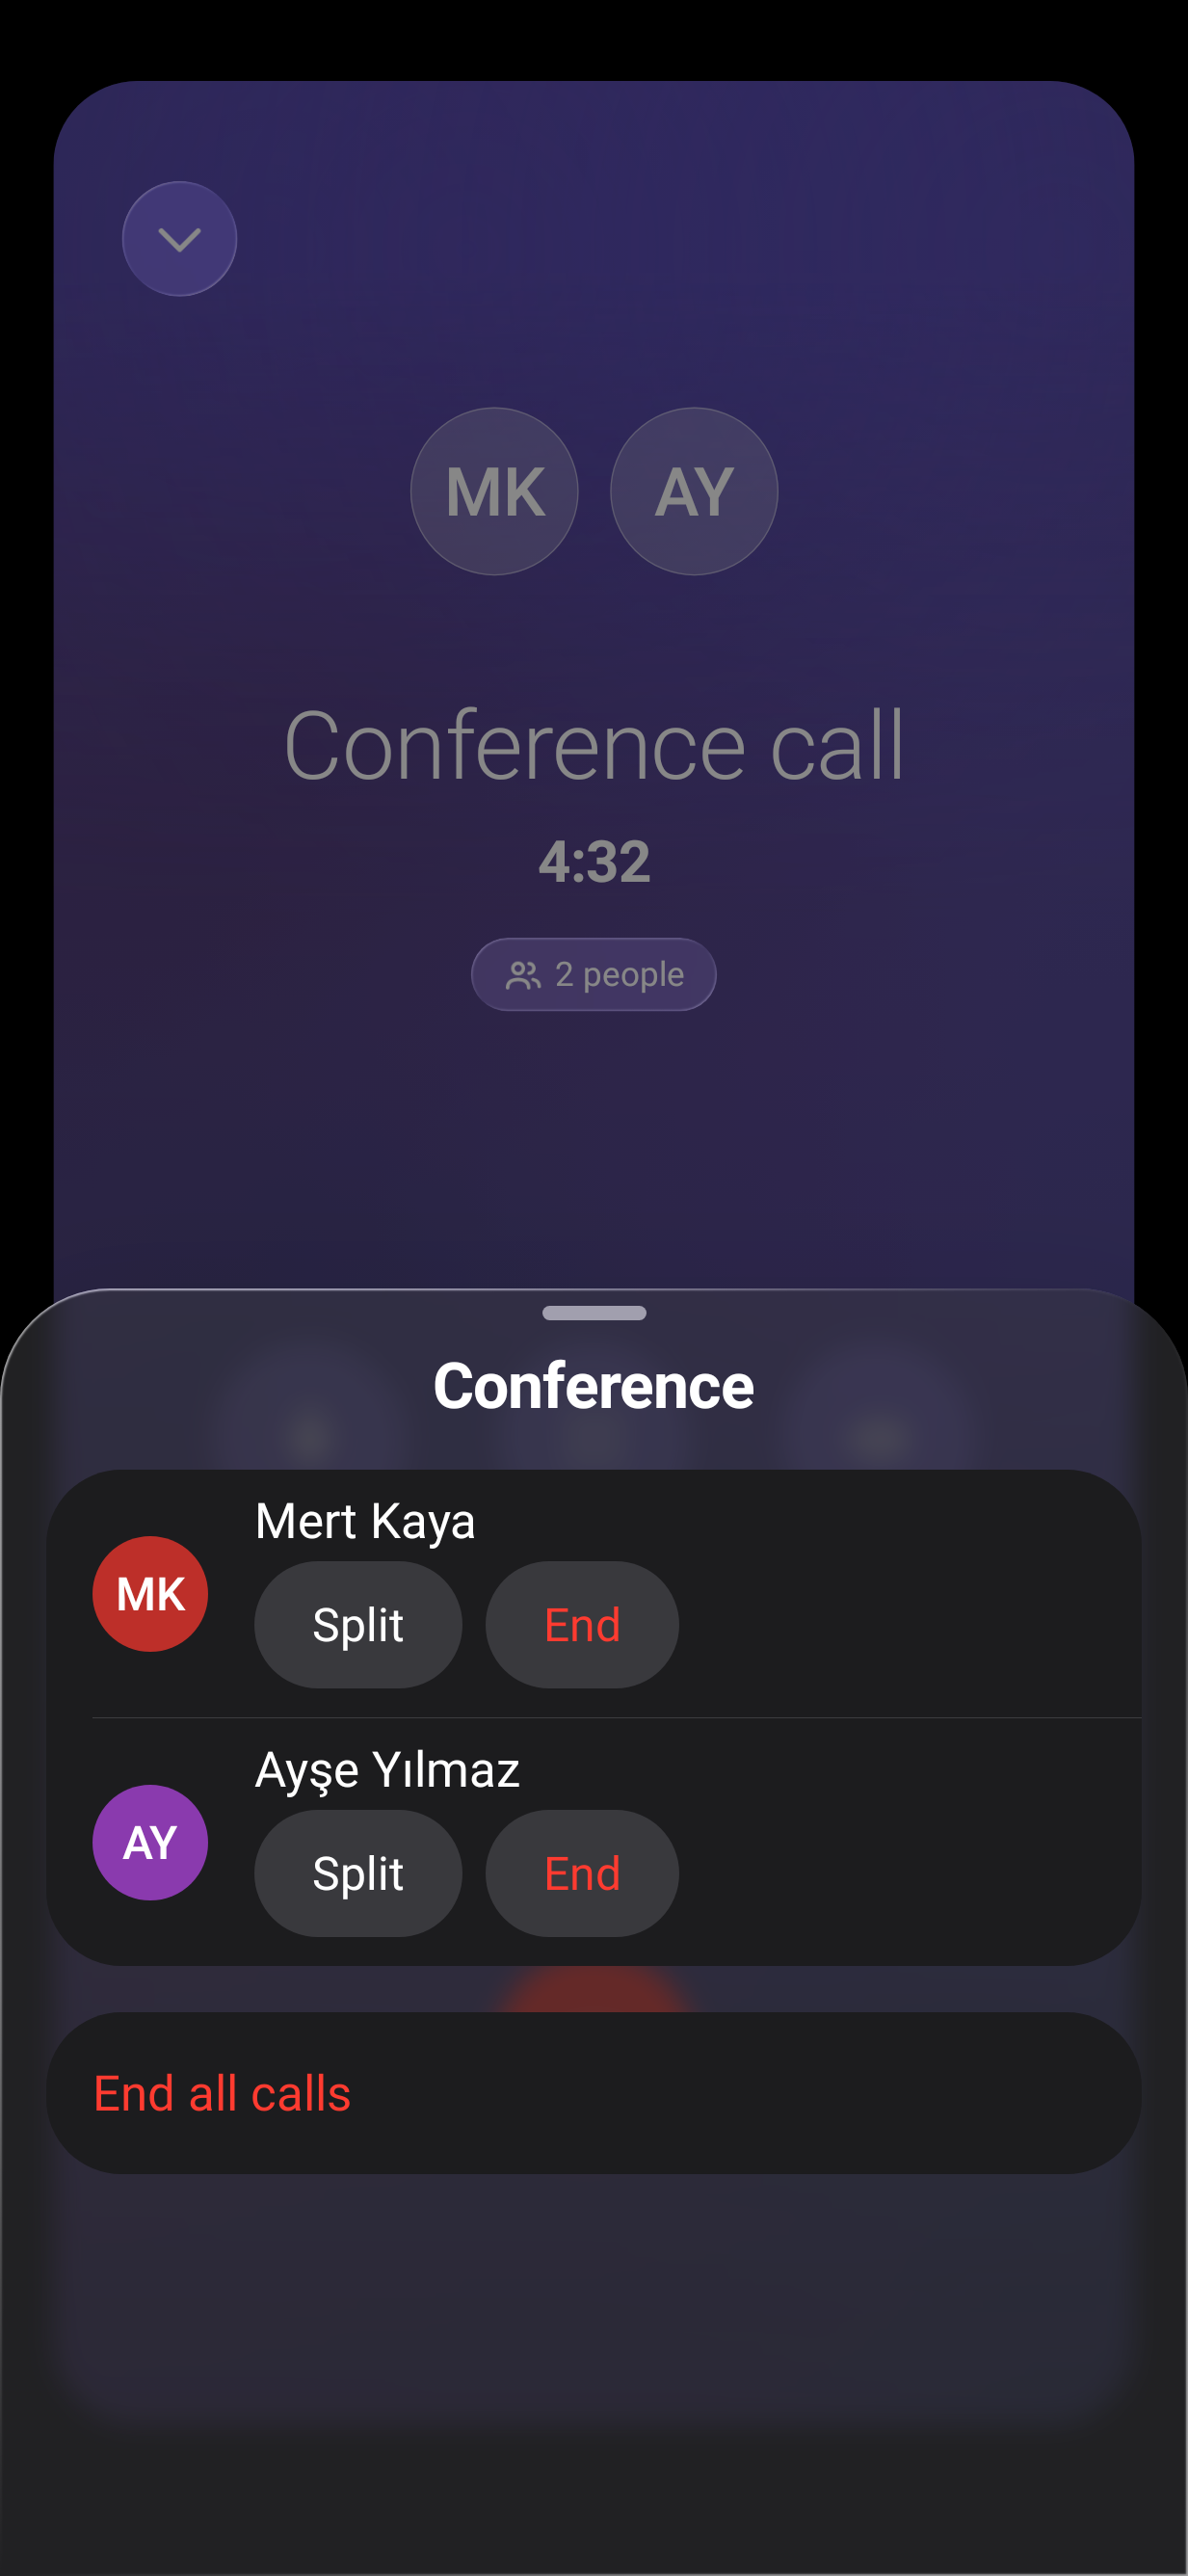 MK AY
Conference call
4:32
2 people
Conference
Mert Kaya
MK
Split End
Ayşe Yılmaz
AY
Split End
End all calls